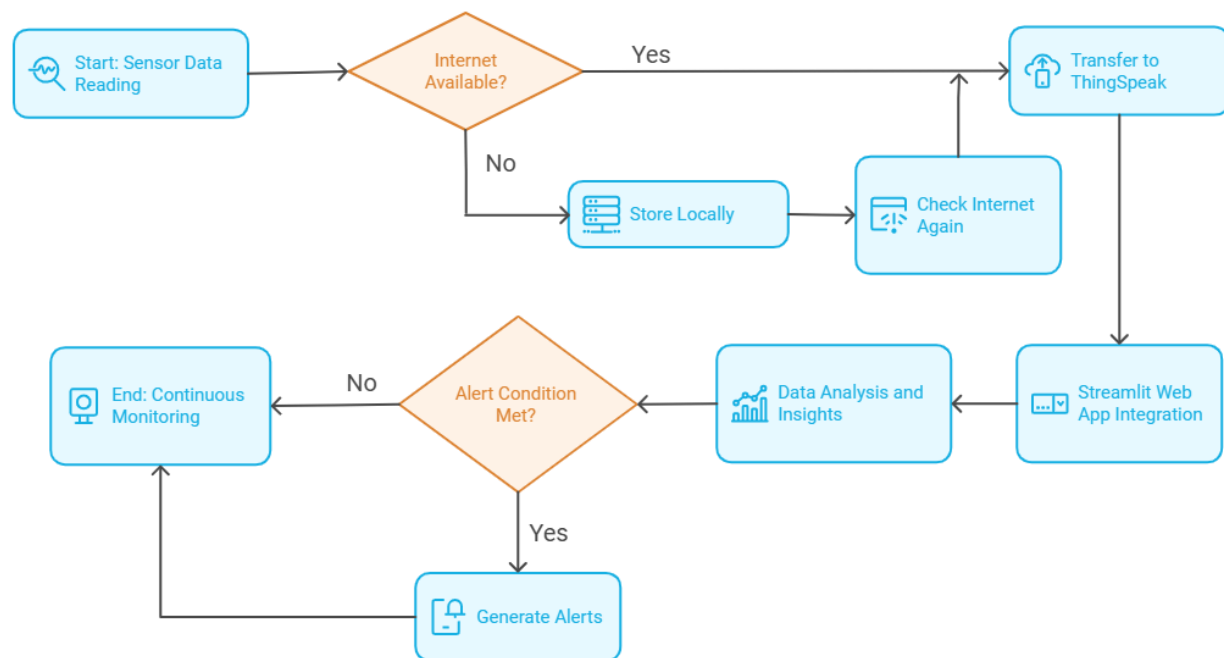 Start: Sensor Data
Reading
Internet
Available?
Yes
Transfer to
ThingSpeak
No
Store Locally
Check Internet
Again
Streamlit Web
App Integration
Data Analysis and
Insights
Alert Condition
Met?
No
End: Continuous
Monitoring
Yes
Generate Alerts